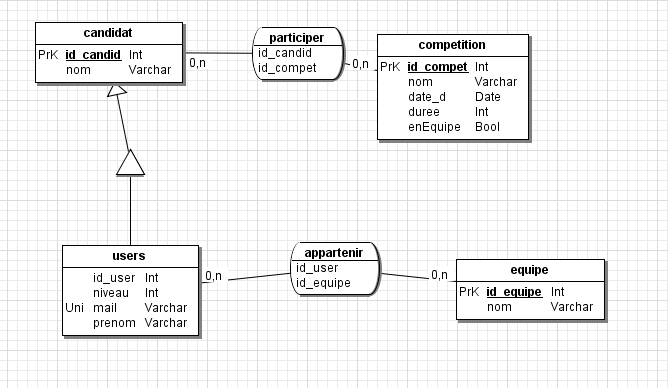 candidat
PrK id_candid Int
nom Varchar
0,n
participer
id_candid
id_compet
0,n
competition
PrK id_compet Int
nom Varchar
date_d Date
duree Int
enEquipe Bool
users
id_user Int
niveau Int
Uni mail Varchar
prenom Varchar
0,n
appartenir
id_user
id_equipe
0,n
equipe
PrK id_equipe Int
nom Varchar